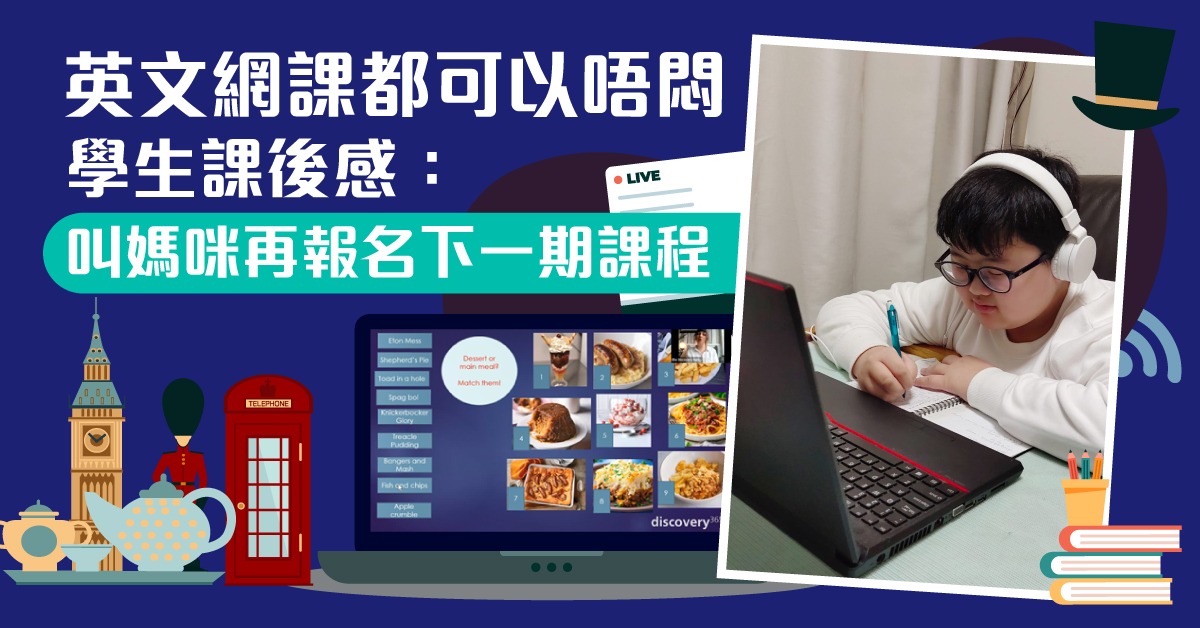 英文網課都可以唔悶
學生課後感：
叫媽咪再報名下一期課程
LIVE
TELEPHONE
Eton Mess
Shepherd's Pie
Toad in a hole
Spag bol
Knickerbocker
Glory
Treacle
Pudding
Bangers and
Mash
Fish and chips
Apple
crumble
Dessert or
main meal?
Match them!
1
2
3
4
5
6
7
8
9
discovery